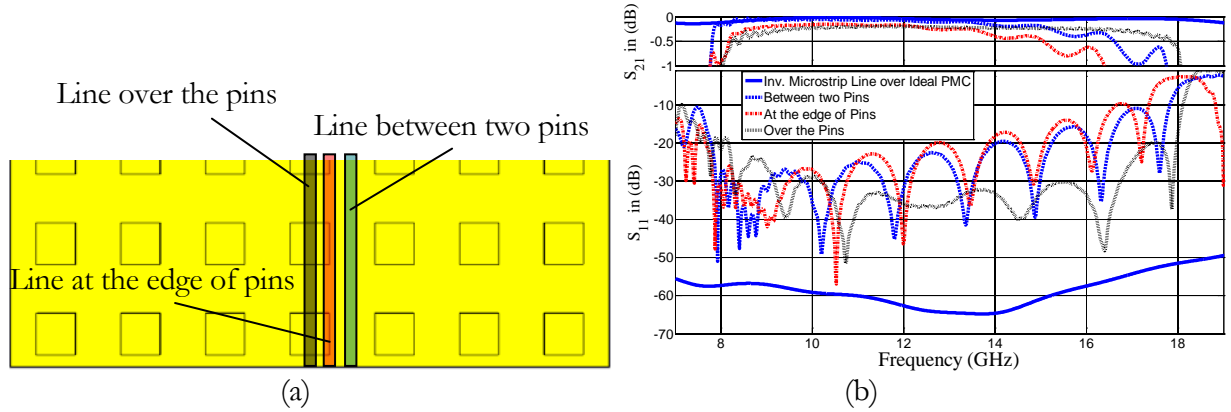 Line over the pins
Line between two pins
Line at the edge of pins
(a)
S21 in (dB)
0
-0.5
-1
Inv. Microstrip Line over Ideal PMC
Between two Pins
At the edge of Pins
Over the Pins
S11 in (dB)
-10
-20
-30
-40
-50
-60
-70
8
10
12
14
16
18
Frequency (GHz)
(b)